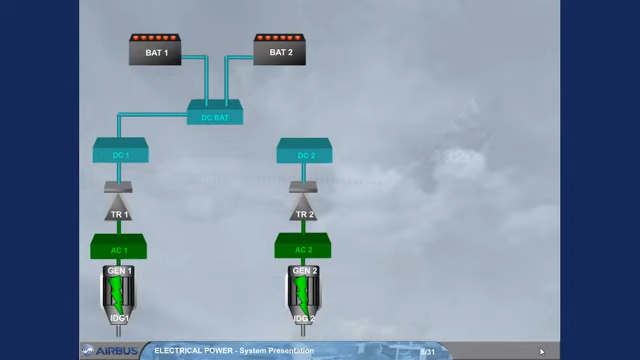 BAT 1
BAT 2
DC BAT
DC 1
DC 2
TR 1
TR 2
AC 1
AC 2
GEN 1
GEN 2
IDG1
IDG 2
AIRBUS
ELECTRICAL POWER - System Presentation
8/31